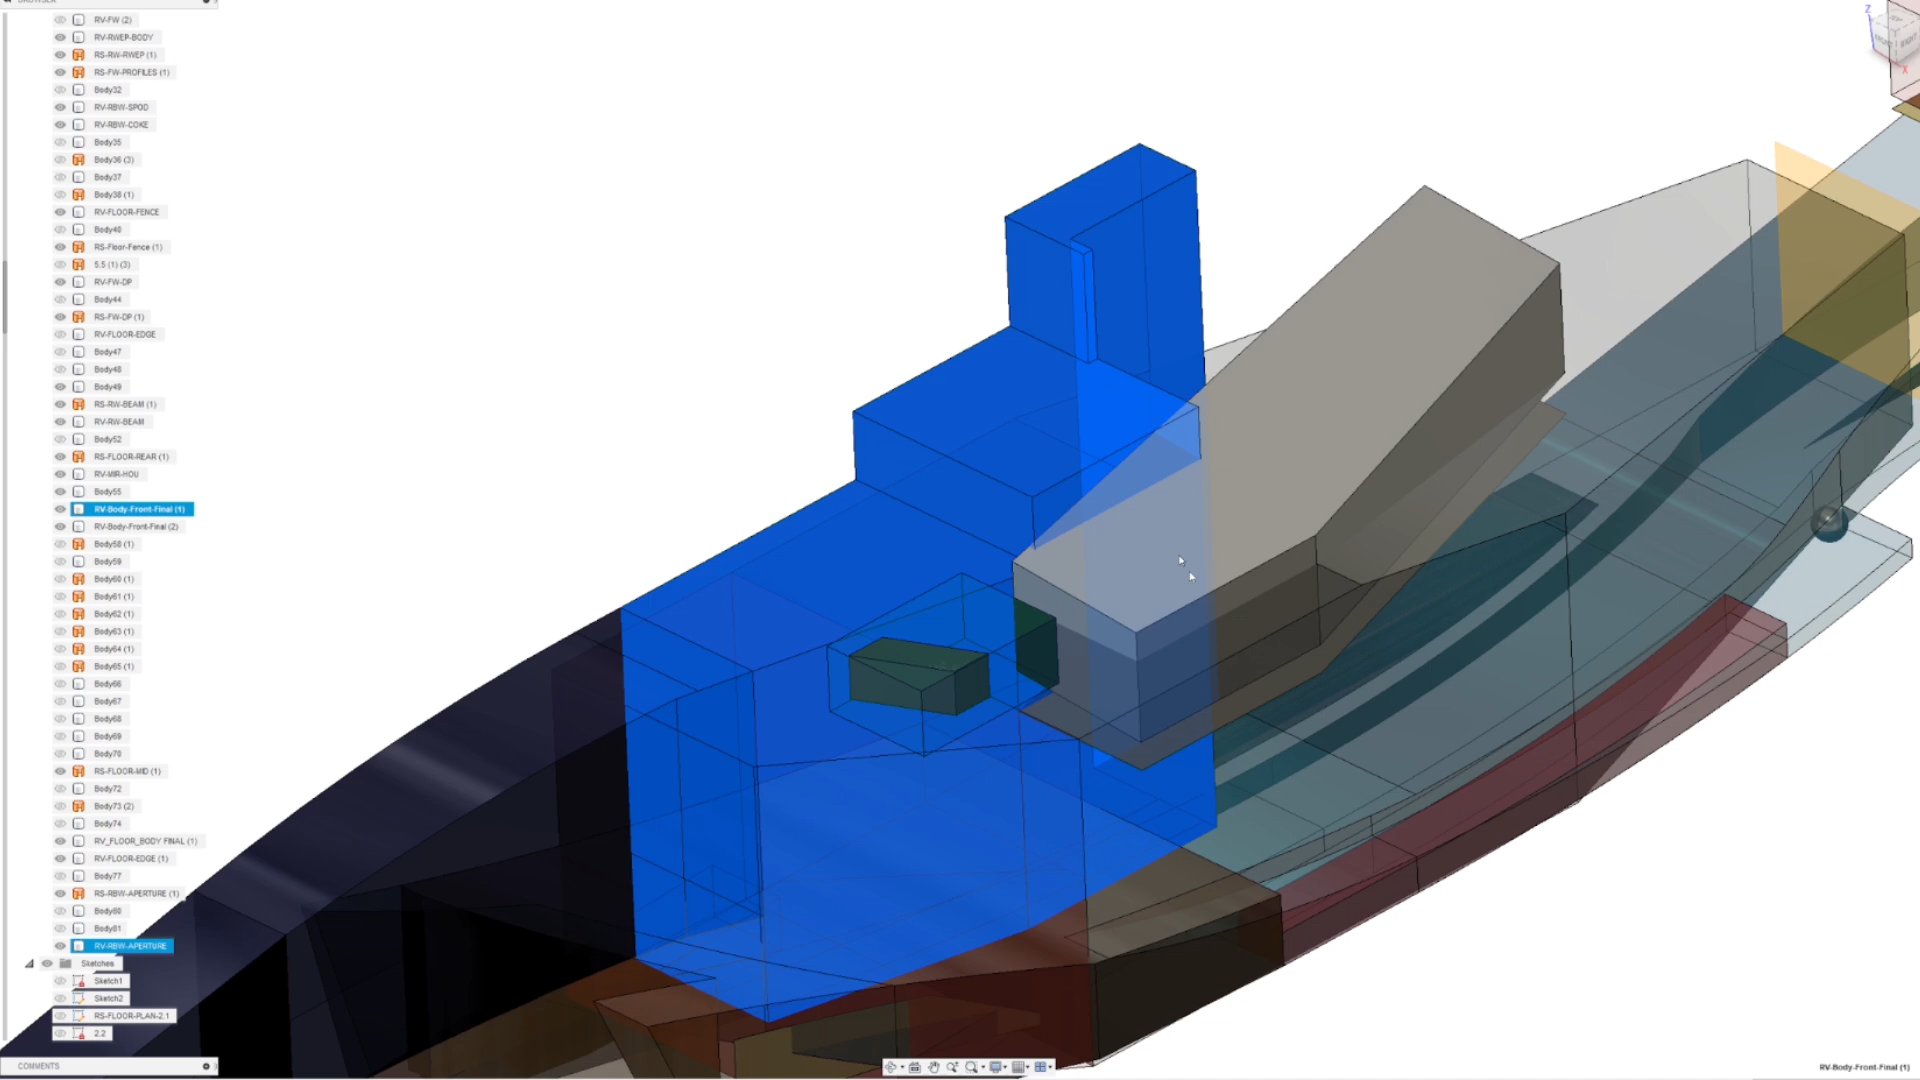 BROWSER
RV-FW (2)
RV-RWEP-BODY
RS-RW-RWEP (1)
RS-FW-PROFILES (1)
Body32
RV-RBW-SPOD
RV-RBW-COKE
Body35
Body36 (3)
Body37
Body38 (1)
RV-FLOOR-FENCE
Body40
RS-Floor-Fence (1)
5.5 (1) (3)
RV-FW-DP
Body44
RS-FW-DP (1)
RV-FLOOR-EDGE
Body47
Body48
Body49
RS-RW-BEAM (1)
RV-RW-BEAM
Body52
RS-FLOOR-REAR (1)
RV-MIR-HOU
Body55
RV-Body-Front-Final (1)
RV-Body-Front-Final (2)
Body58 (1)
Body59
Body60 (1)
Body61 (1)
Body62 (1)
Body63 (1)
Body64 (1)
Body65 (1)
Body66
Body67
Body68
Body69
Body70
RS-FLOOR-MID (1)
Body72
Body73 (2)
Body74
RV_FLOOR_BODY FINAL (1)
RV-FLOOR-EDGE (1)
Body77
RS-RBW-APERTURE (1)
Body80
Body81
RV-RBW-APERTURE
Sketches
Sketch1
Sketch2
RS-FLOOR-PLAN-2.1
2.2
COMMENTS
Z
TOP
FRONT
RIGHT
X
RV-Body-Front-Final (1)